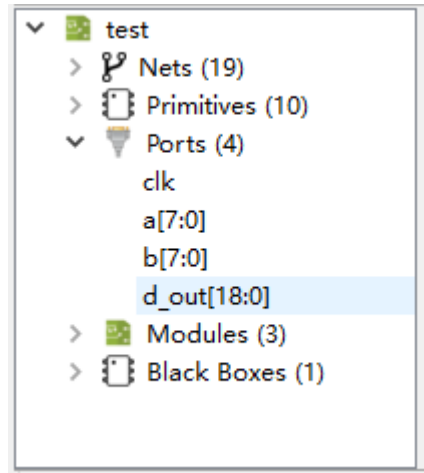 test
Nets (19)
Primitives (10)
Ports (4)
clk
a[7:0]
b[7:0]
d_out[18:0]
Modules (3)
Black Boxes (1)